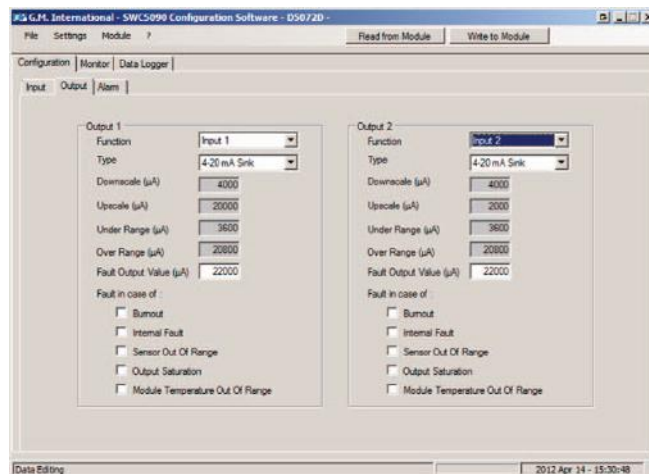 G.M. International - SWC5090 Configuration Software - D5072D -
File Settings Module ? Read from Module Write to Module
Configuration Monitor Data Logger
Input Output Alarm
Output 1
Function Input 1
Type 4-20 mA Sink
Downscale (µA) 4000
Upscale (µA) 20000
Under Range (µA) 3600
Over Range (µA) 20800
Fault Output Value (µA) 22000
Fault in case of :
Burnout
Internal Fault
Sensor Out Of Range
Output Saturation
Module Temperature Out Of Range
Output 2
Function Input 2
Type 4-20 mA Sink
Downscale (µA) 4000
Upscale (µA) 2000
Under Range (µA) 3600
Over Range (µA) 20800
Fault Output Value (µA) 22000
Fault in case of :
Burnout
Internal Fault
Sensor Out Of Range
Output Saturation
Module Temperature Out Of Range
Data Editing 2012 Apr 14 - 15:30:48